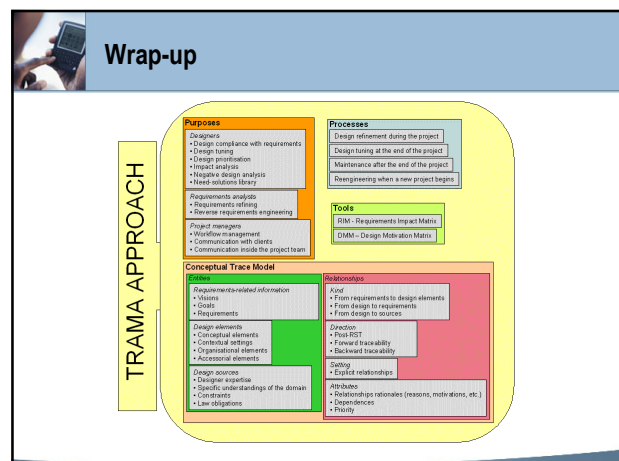 Wrap-up
TRAMA APPROACH
Purposes
Designers
• Design compliance with requirements
• Design tuning
• Design prioritisation
• Impact analysis
• Negative design analysis
• Need-solutions library
Requirements analysts
• Requirements refining
• Reverse requirements engineering
Project managers
• Workflow management
• Communication with clients
• Communication inside the project team
Processes
Design refinement during the project
Design tuning at the end of the project
Maintenance after the end of the project
Reengineering when a new project begins
Tools
RIM - Requirements Impact Matrix
DMM – Design Motivation Matrix
Conceptual Trace Model
Entities
Requirements-related information
• Visions
• Goals
• Requirements
Design elements
• Conceptual elements
• Contextual settings
• Organisational elements
• Accessorial elements
Design sources
• Designer expertise
• Specific understandings of the domain
• Constraints
• Law obligations
Relationships
Kind
• From requirements to design elements
• From design to requirements
• From design to sources
Direction
• Post-RST
• Forward traceability
• Backward traceability
Setting
• Explicit relationships
Attributes
• Relationships rationales (reasons, motivations, etc.)
• Dependences
• Priority